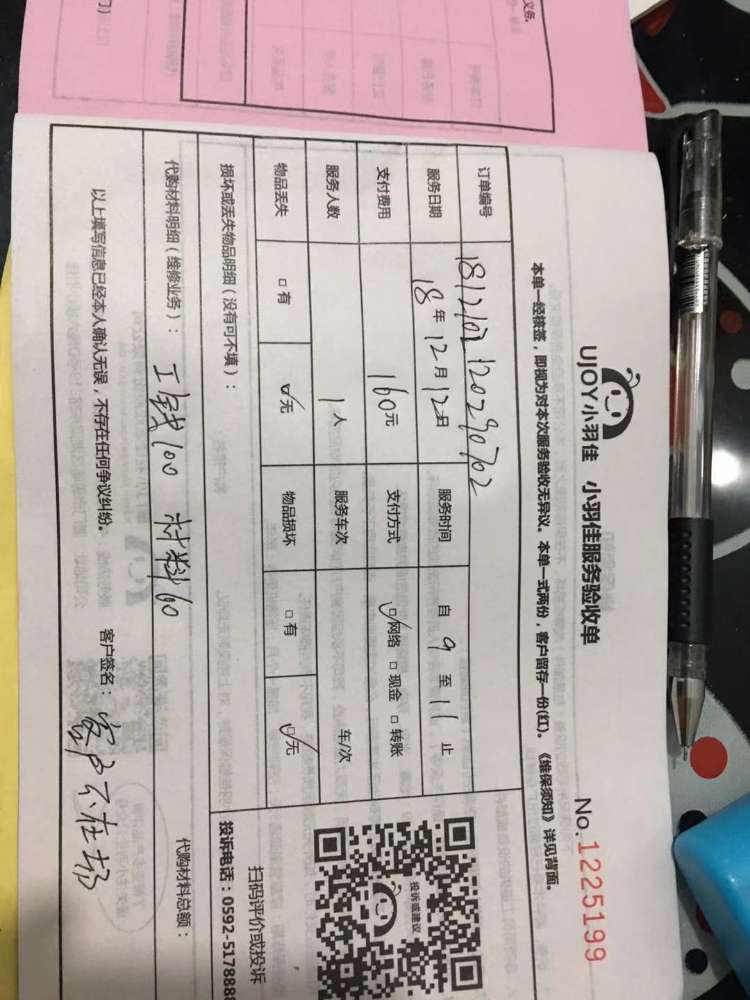 义务。
UJOY小羽佳 小羽佳服务验收单
No.1225199
本单一经核签，即视为对本次服务验收无异议。本单一式两份，客户留存一份(红)。《维保须知》详见背面。
订单编号 1812102120290702
服务日期 18年12月12日 服务时间 自 9 至 11 止
支付费用 160元 支付方式 ☑网络 □现金 □转账
服务人数 1人 服务车次 车/次
物品丢失 □有 ☑无 物品损坏 □有 ☑无
损坏或丢失物品明细（没有可不填）：
代购材料明细（维修业务）： 工钱100 材料60 代购材料总额：
以上填写信息已经本人确认无误，不存在任何争议纠纷。 客户签名：客户不在场
投诉或建议
扫码评价或投诉
投诉电话：0592-5178888